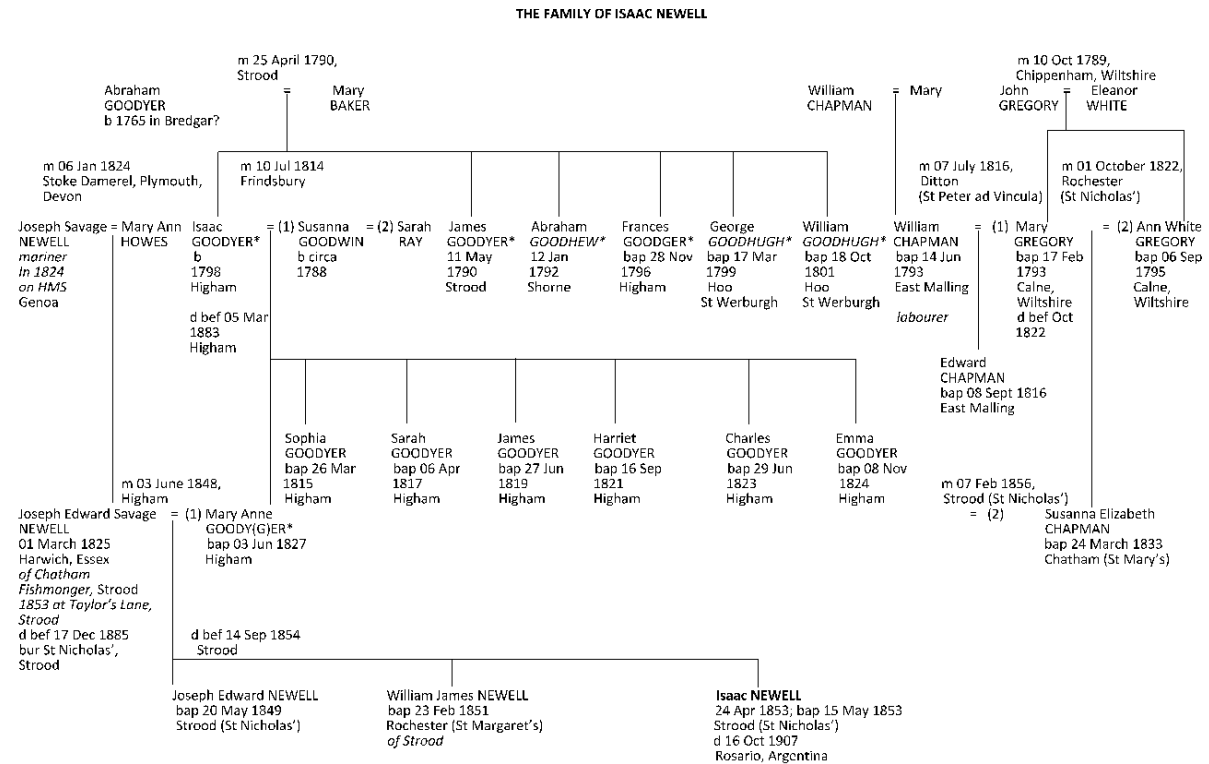 THE FAMILY OF ISAAC NEWELL
m 25 April 1790,
Strood
Abraham
GOODYER
b 1765 in Bredgar?
=
Mary
BAKER
William
CHAPMAN
= Mary
m 10 Oct 1789,
Chippenham, Wiltshire
John
GREGORY
=
Eleanor
WHITE
m 06 Jan 1824
Stoke Damerel, Plymouth,
Devon
m 10 Jul 1814
Frindsbury
m 07 July 1816,
Ditton
(St Peter ad Vincula)
m 01 October 1822,
Rochester
(St Nicholas’)
Joseph Savage
NEWELL
mariner
In 1824
on HMS
Genoa
= Mary Ann
HOWES
Isaac
GOODYER*
b
1798
Higham
d bef 05 Mar
1883
Higham
= (1) Susanna
GOODWIN
b circa
1788
= (2) Sarah
RAY
James
GOODYER*
11 May
1790
Strood
Abraham
GOODHEW*
12 Jan
1792
Shorne
Frances
GOODGER*
bap 28 Nov
1796
Higham
George
GOODHUGH*
bap 17 Mar
1799
Hoo
St Werburgh
William
GOODHUGH*
bap 18 Oct
1801
Hoo
St Werburgh
William
CHAPMAN
bap 14 Jun
1793
East Malling
labourer
= (1) Mary
GREGORY
bap 17 Feb
1793
Calne,
Wiltshire
d bef Oct
1822
= (2) Ann White
GREGORY
bap 06 Sep
1795
Calne,
Wiltshire
Edward
CHAPMAN
bap 08 Sept 1816
East Malling
Sophia
GOODYER
bap 26 Mar
1815
Higham
Sarah
GOODYER
bap 06 Apr
1817
Higham
James
GOODYER
bap 27 Jun
1819
Higham
Harriet
GOODYER
bap 16 Sep
1821
Higham
Charles
GOODYER
bap 29 Jun
1823
Higham
Emma
GOODYER
bap 08 Nov
1824
Higham
m 03 June 1848,
Higham
m 07 Feb 1856,
Strood (St Nicholas’)
Joseph Edward Savage
NEWELL
01 March 1825
Harwich, Essex
of Chatham
Fishmonger, Strood
1853 at Taylor’s Lane,
Strood
d bef 17 Dec 1885
bur St Nicholas’,
Strood
= (1) Mary Anne
GOODY(G)ER*
bap 03 Jun 1827
Higham
d bef 14 Sep 1854
Strood
= (2)
Susanna Elizabeth
CHAPMAN
bap 24 March 1833
Chatham (St Mary’s)
Joseph Edward NEWELL
bap 20 May 1849
Strood (St Nicholas’)
William James NEWELL
bap 23 Feb 1851
Rochester (St Margaret’s)
of Strood
Isaac NEWELL
24 Apr 1853; bap 15 May 1853
Strood (St Nicholas’)
d 16 Oct 1907
Rosario, Argentina